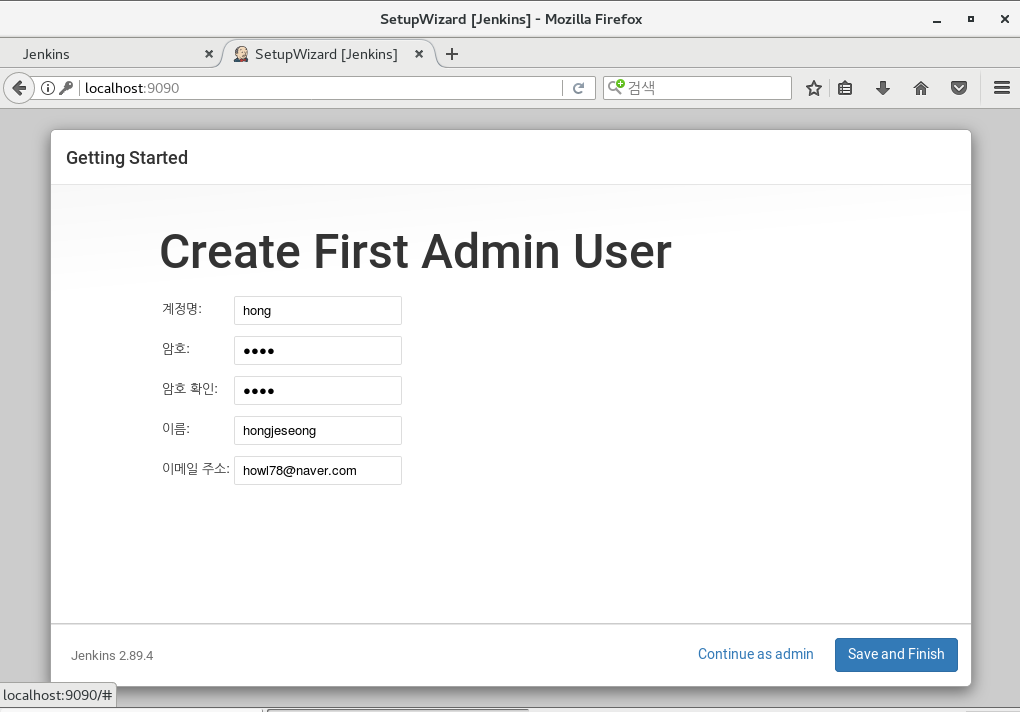 SetupWizard [Jenkins] - Mozilla Firefox
Jenkins
SetupWizard [Jenkins]
localhost:9090
검색
Getting Started
Create First Admin User
계정명: hong
암호: ●●●●
암호 확인: ●●●●
이름: hongjeseong
이메일 주소: howl78@naver.com
Jenkins 2.89.4
Continue as admin
Save and Finish
localhost:9090/#